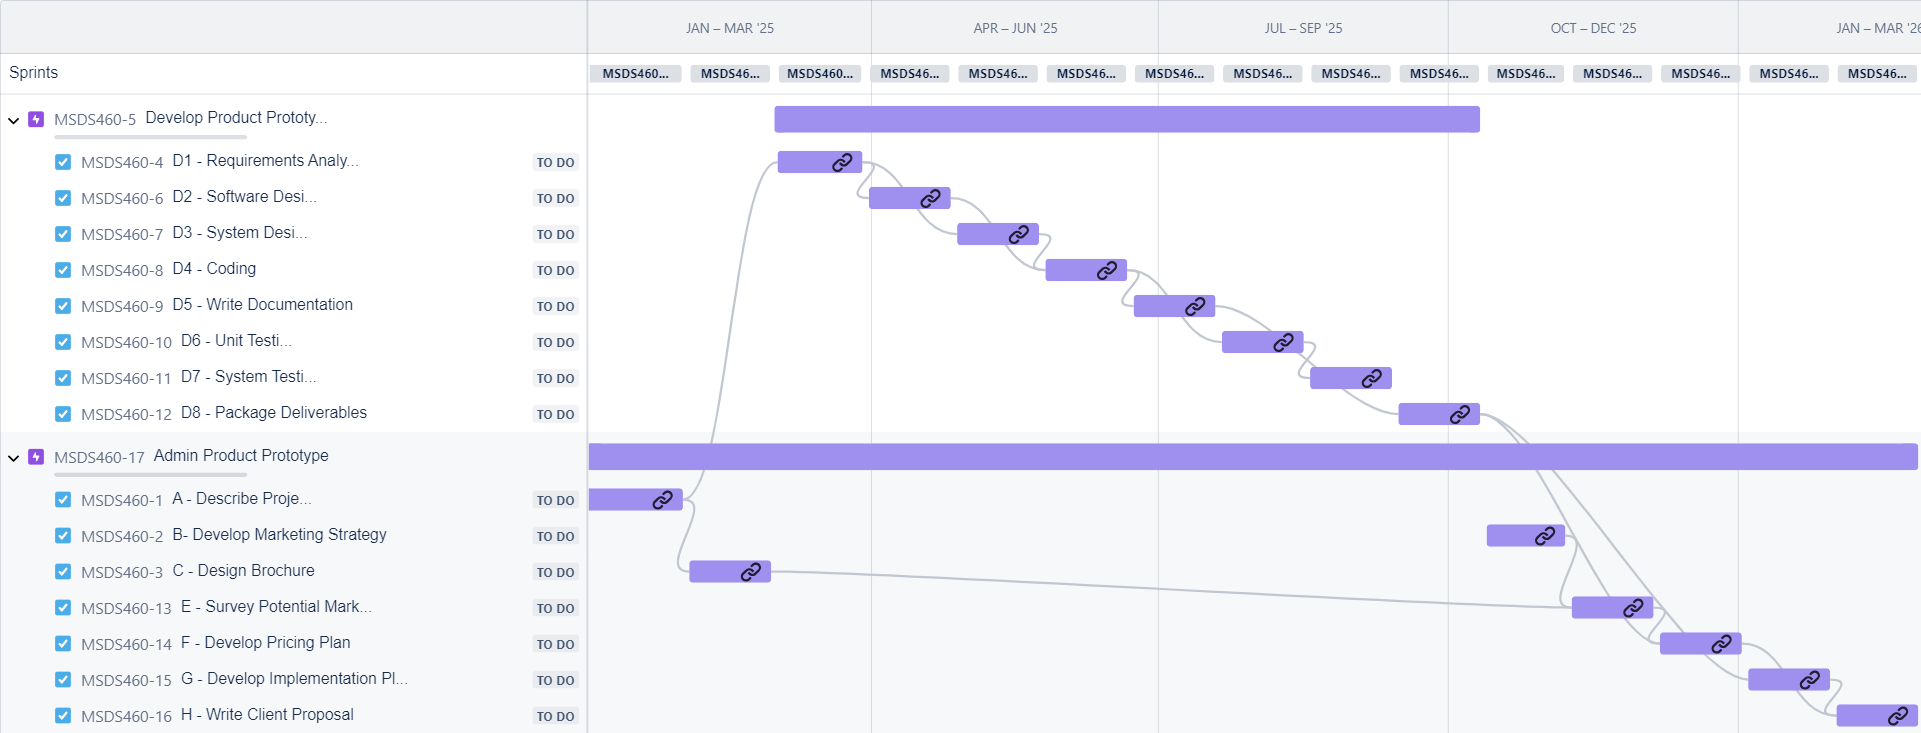 JAN – MAR '25 APR – JUN '25 JUL – SEP '25 OCT – DEC '25 JAN – MAR '26
Sprints MSDS460... MSDS46... MSDS460... MSDS46... MSDS46... MSDS46... MSDS46... MSDS46... MSDS46... MSDS46... MSDS46... MSDS46... MSDS46... MSDS46... MSDS46...
MSDS460-5 Develop Product Prototy...
MSDS460-4 D1 - Requirements Analy... TO DO
MSDS460-6 D2 - Software Desi... TO DO
MSDS460-7 D3 - System Desi... TO DO
MSDS460-8 D4 - Coding TO DO
MSDS460-9 D5 - Write Documentation TO DO
MSDS460-10 D6 - Unit Testi... TO DO
MSDS460-11 D7 - System Testi... TO DO
MSDS460-12 D8 - Package Deliverables TO DO
MSDS460-17 Admin Product Prototype
MSDS460-1 A - Describe Proje... TO DO
MSDS460-2 B- Develop Marketing Strategy TO DO
MSDS460-3 C - Design Brochure TO DO
MSDS460-13 E - Survey Potential Mark... TO DO
MSDS460-14 F - Develop Pricing Plan TO DO
MSDS460-15 G - Develop Implementation Pl... TO DO
MSDS460-16 H - Write Client Proposal TO DO